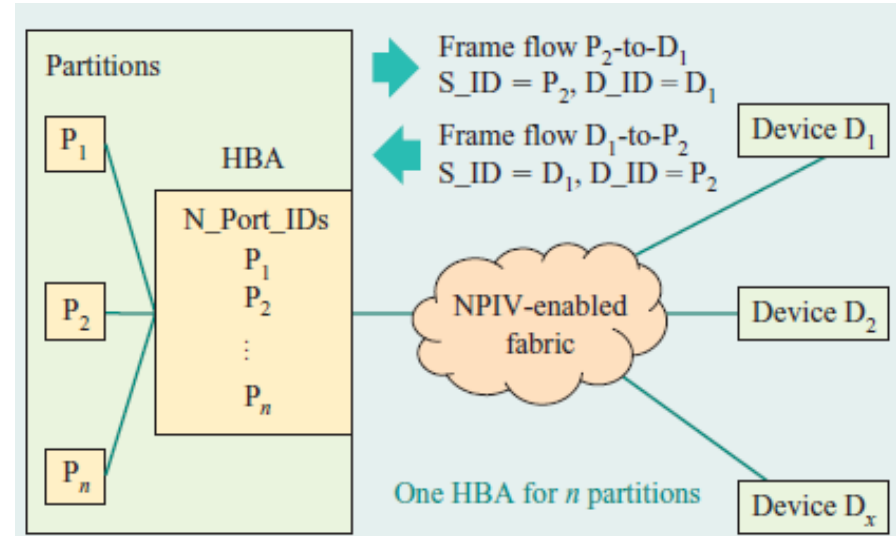 Partitions
P₁
P₂
Pₙ
HBA
N_Port_IDs
P₁
P₂
⋮
Pₙ
Frame flow P₂-to-D₁
S_ID = P₂, D_ID = D₁
Frame flow D₁-to-P₂
S_ID = D₁, D_ID = P₂
NPIV-enabled
fabric
Device D₁
Device D₂
Device Dₓ
One HBA for n partitions